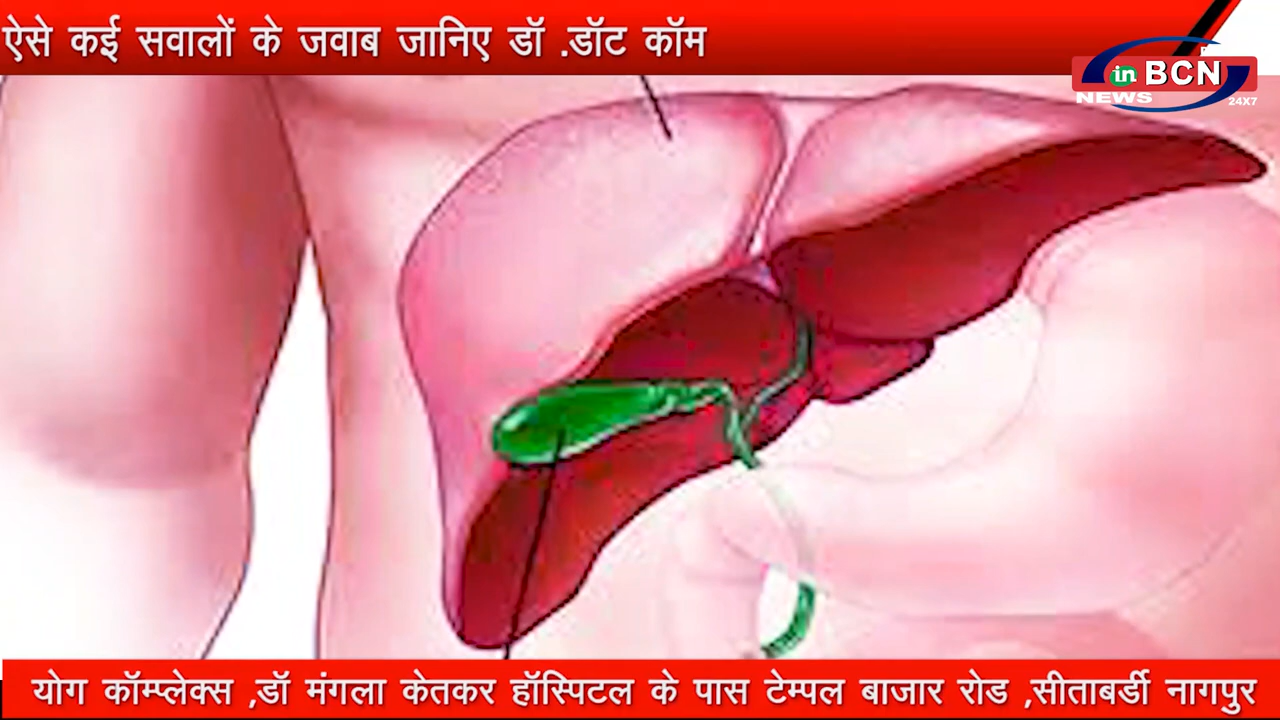 ऐसे कई सवालों के जवाब जानिए डॉ .डॉट कॉम
in BCN
NEWS 24X7
योग कॉम्प्लेक्स ,डॉ मंगला केतकर हॉस्पिटल के पास टेम्पल बाजार रोड ,सीताबर्डी नागपुर